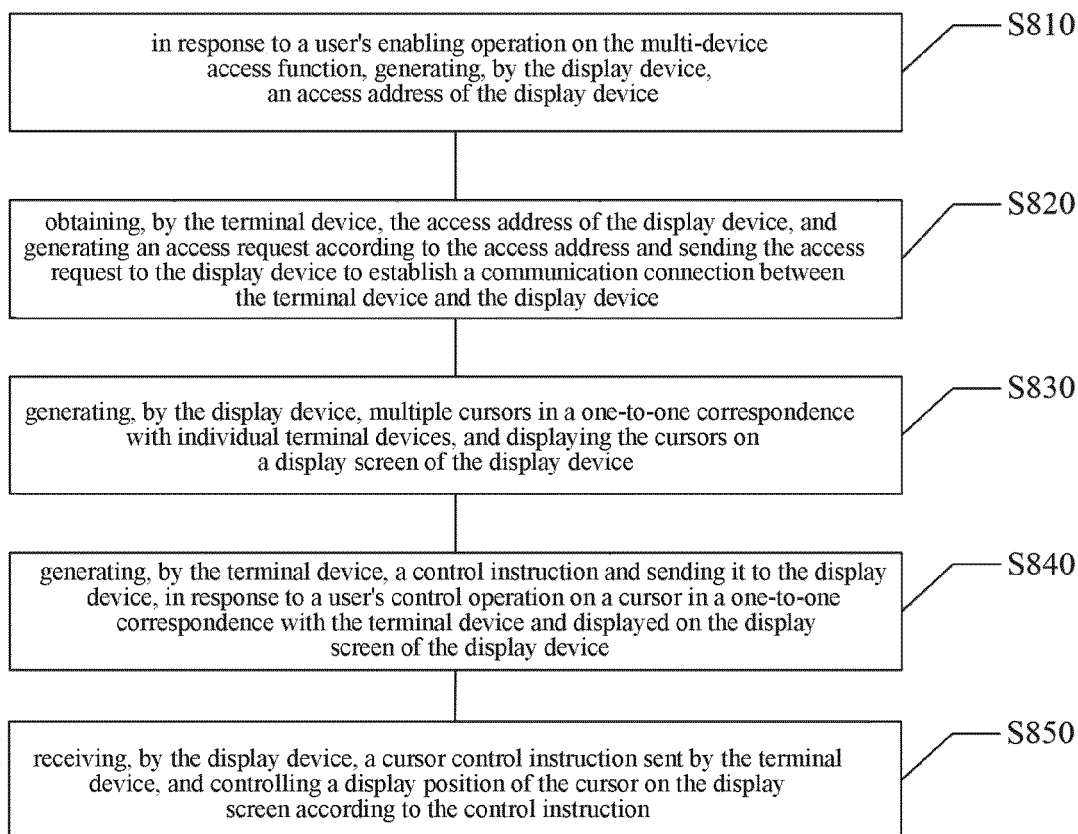 in response to a user's enabling operation on the multi-device
access function, generating, by the display device,
an access address of the display device
S810
obtaining, by the terminal device, the access address of the display device, and
generating an access request according to the access address and sending the access
request to the display device to establish a communication connection between
the terminal device and the display device
S820
generating, by the display device, multiple cursors in a one-to-one correspondence
with individual terminal devices, and displaying the cursors on
a display screen of the display device
S830
generating, by the terminal device, a control instruction and sending it to the display
device, in response to a user's control operation on a cursor in a one-to-one
correspondence with the terminal device and displayed on the display
screen of the display device
S840
receiving, by the display device, a cursor control instruction sent by the terminal
device, and controlling a display position of the cursor on the display
screen according to the control instruction
S850